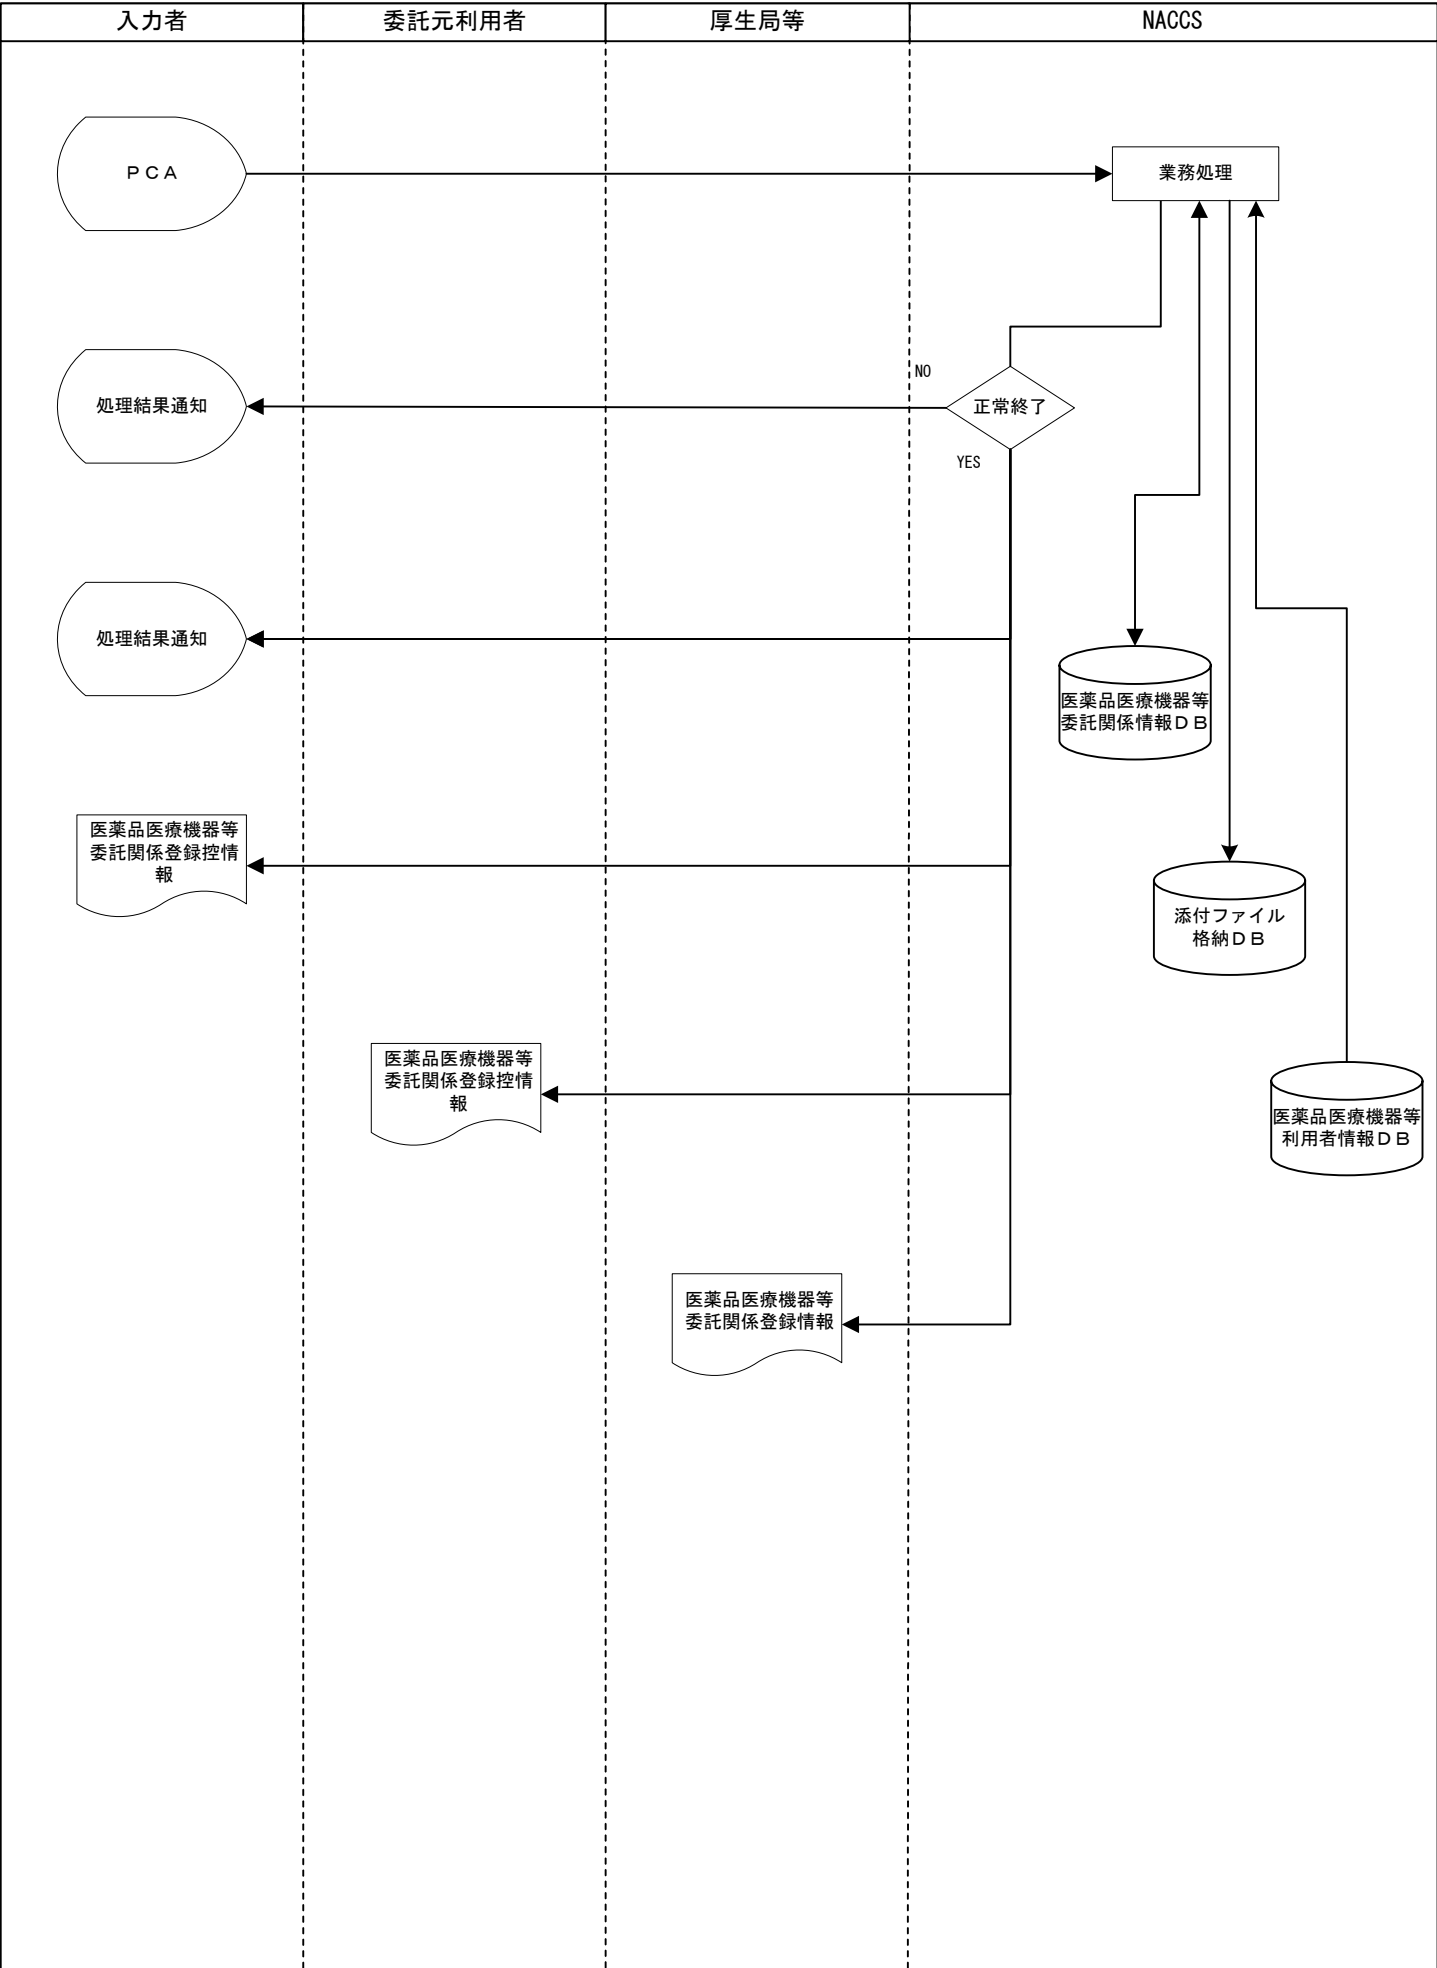 入力者
委託元利用者
厚生局等
NACCS
ＰＣＡ
業務処理
NO
処理結果通知
正常終了
YES
処理結果通知
医薬品医療機器等
委託関係情報ＤＢ
医薬品医療機器等
委託関係登録控情
報
添付ファイル
格納ＤＢ
医薬品医療機器等
委託関係登録控情
報
医薬品医療機器等
利用者情報ＤＢ
医薬品医療機器等
委託関係登録情報